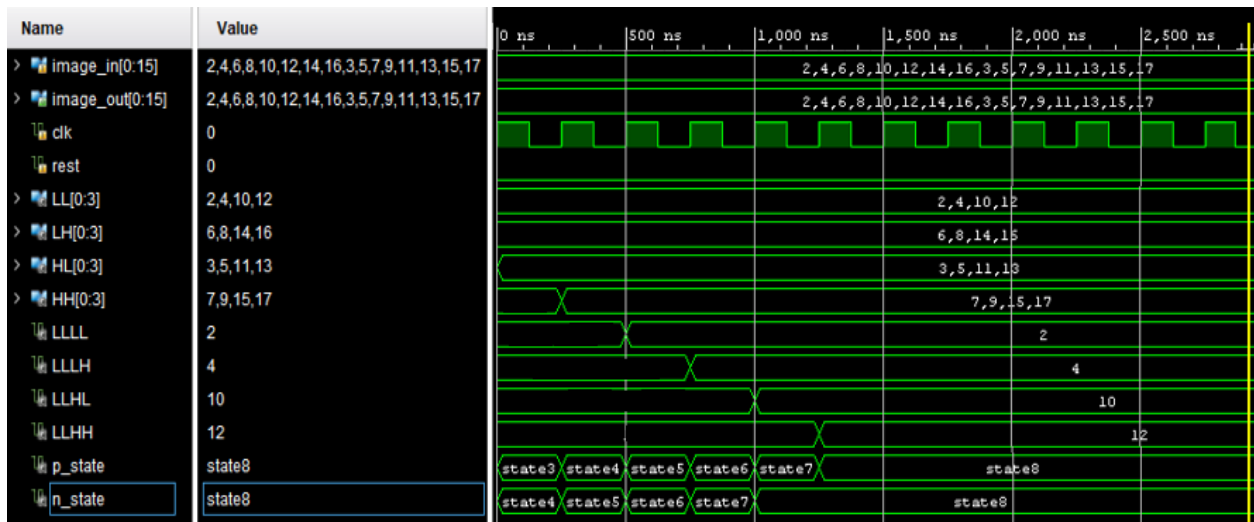 Name Value
0 ns 500 ns 1,000 ns 1,500 ns 2,000 ns 2,500 ns
image_in[0:15] 2,4,6,8,10,12,14,16,3,5,7,9,11,13,15,17 2,4,6,8,10,12,14,16,3,5,7,9,11,13,15,17
image_out[0:15] 2,4,6,8,10,12,14,16,3,5,7,9,11,13,15,17 2,4,6,8,10,12,14,16,3,5,7,9,11,13,15,17
clk 0
rest 0
LL[0:3] 2,4,10,12 2,4,10,12
LH[0:3] 6,8,14,16 6,8,14,16
HL[0:3] 3,5,11,13 3,5,11,13
HH[0:3] 7,9,15,17 7,9,15,17
LLLL 2 2
LLLH 4 4
LLHL 10 10
LLHH 12 12
p_state state8 state3 state4 state5 state6 state7 state8
n_state state8 state4 state5 state6 state7 state8